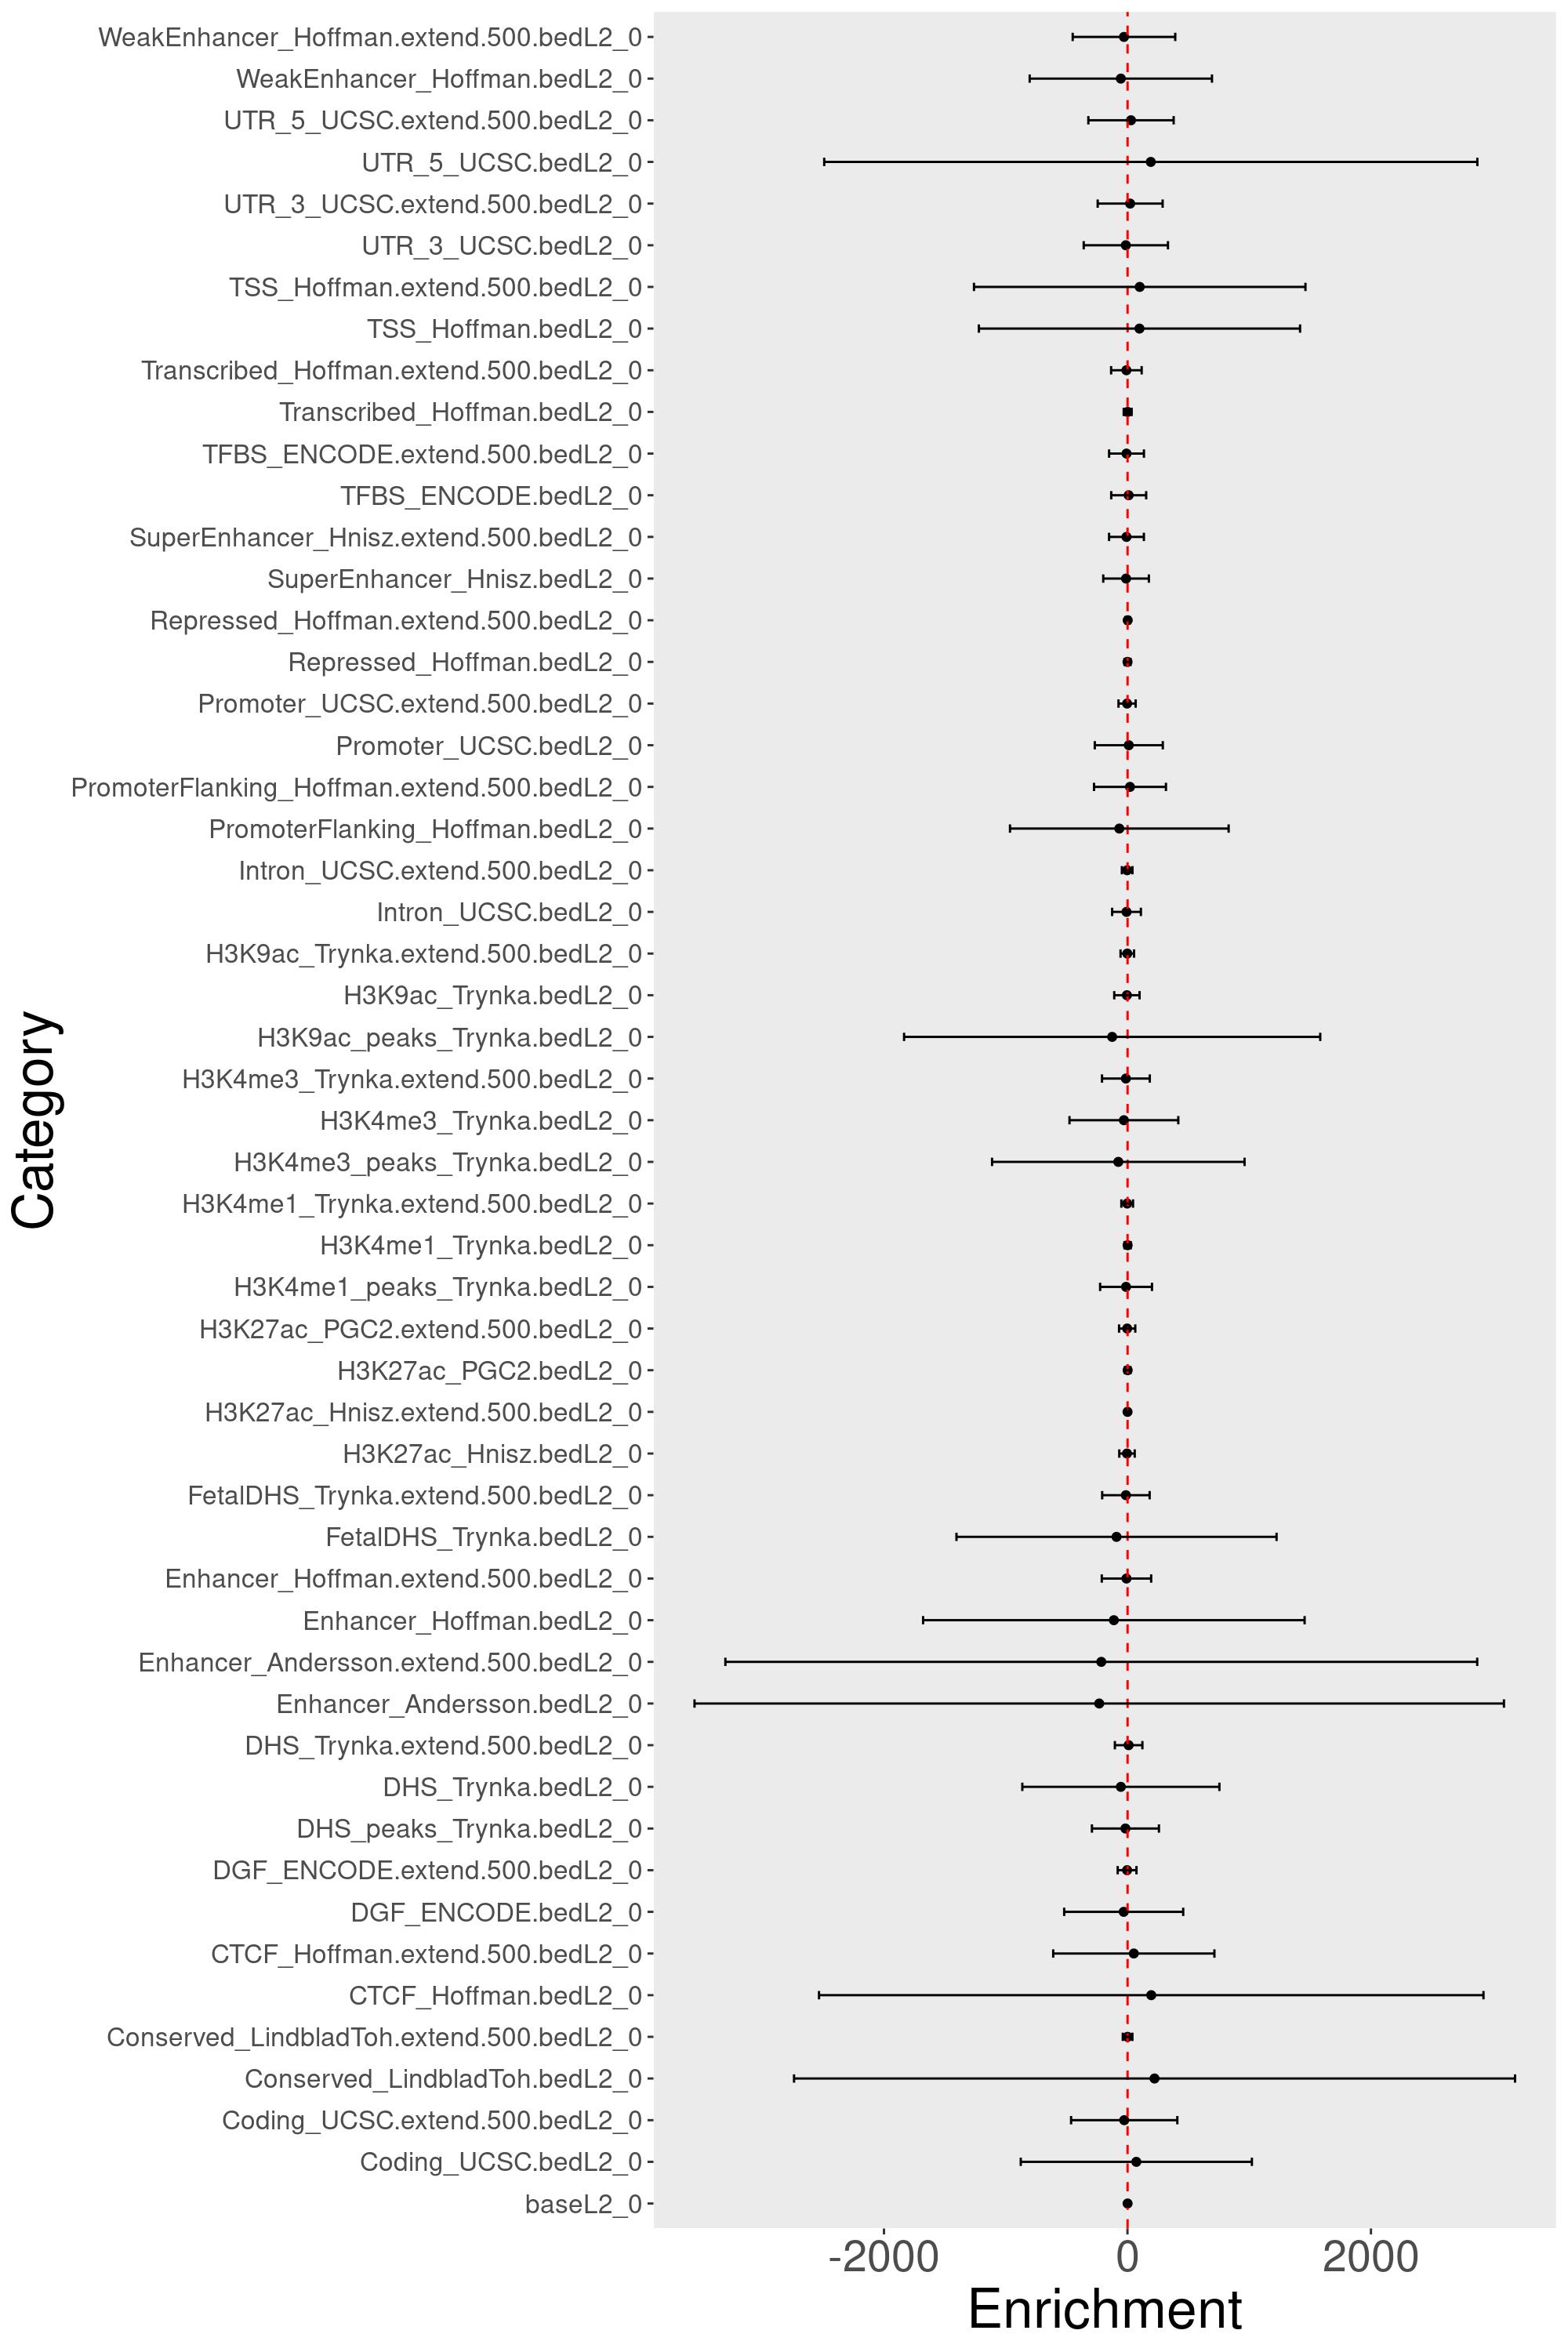 WeakEnhancer_Hoffman.extend.500.bedL2_0
WeakEnhancer_Hoffman.bedL2_0
UTR_5_UCSC.extend.500.bedL2_0
UTR_5_UCSC.bedL2_0
UTR_3_UCSC.extend.500.bedL2_0
UTR_3_UCSC.bedL2_0
TSS_Hoffman.extend.500.bedL2_0
TSS_Hoffman.bedL2_0
Transcribed_Hoffman.extend.500.bedL2_0
Transcribed_Hoffman.bedL2_0
TFBS_ENCODE.extend.500.bedL2_0
TFBS_ENCODE.bedL2_0
SuperEnhancer_Hnisz.extend.500.bedL2_0
SuperEnhancer_Hnisz.bedL2_0
Repressed_Hoffman.extend.500.bedL2_0
Repressed_Hoffman.bedL2_0
Promoter_UCSC.extend.500.bedL2_0
Promoter_UCSC.bedL2_0
PromoterFlanking_Hoffman.extend.500.bedL2_0
PromoterFlanking_Hoffman.bedL2_0
Intron_UCSC.extend.500.bedL2_0
Intron_UCSC.bedL2_0
H3K9ac_Trynka.extend.500.bedL2_0
H3K9ac_Trynka.bedL2_0
H3K9ac_peaks_Trynka.bedL2_0
H3K4me3_Trynka.extend.500.bedL2_0
H3K4me3_Trynka.bedL2_0
H3K4me3_peaks_Trynka.bedL2_0
H3K4me1_Trynka.extend.500.bedL2_0
H3K4me1_Trynka.bedL2_0
H3K4me1_peaks_Trynka.bedL2_0
H3K27ac_PGC2.extend.500.bedL2_0
H3K27ac_PGC2.bedL2_0
H3K27ac_Hnisz.extend.500.bedL2_0
H3K27ac_Hnisz.bedL2_0
FetalDHS_Trynka.extend.500.bedL2_0
FetalDHS_Trynka.bedL2_0
Enhancer_Hoffman.extend.500.bedL2_0
Enhancer_Hoffman.bedL2_0
Enhancer_Andersson.extend.500.bedL2_0
Enhancer_Andersson.bedL2_0
DHS_Trynka.extend.500.bedL2_0
DHS_Trynka.bedL2_0
DHS_peaks_Trynka.bedL2_0
DGF_ENCODE.extend.500.bedL2_0
DGF_ENCODE.bedL2_0
CTCF_Hoffman.extend.500.bedL2_0
CTCF_Hoffman.bedL2_0
Conserved_LindbladToh.extend.500.bedL2_0
Conserved_LindbladToh.bedL2_0
Coding_UCSC.extend.500.bedL2_0
Coding_UCSC.bedL2_0
baseL2_0
Category
-2000 0 2000
Enrichment